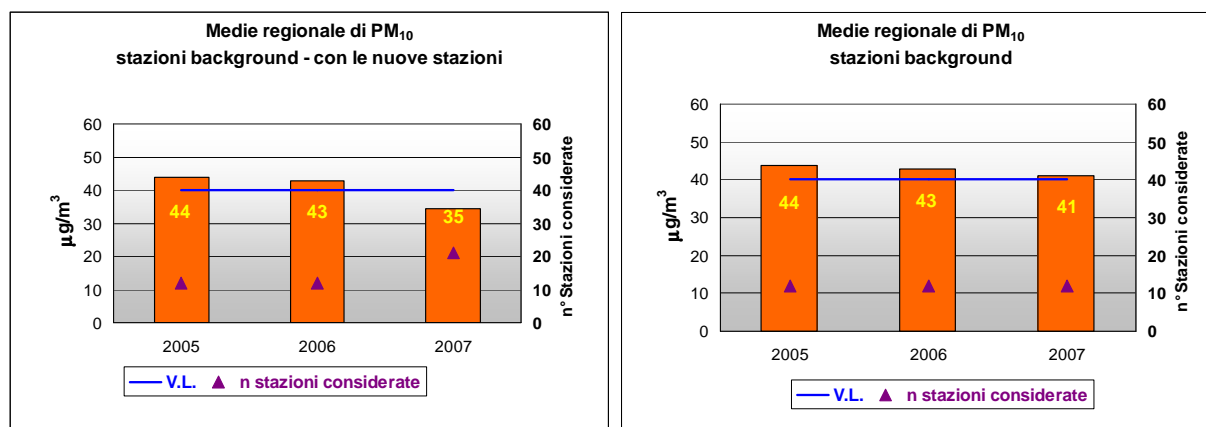 Medie regionale di PM10
stazioni background - con le nuove stazioni
60
50
40
30
20
10
0
µg/m3
44
43
35
60
50
40
30
20
10
0
n° Stazioni considerate
2005 2006 2007
V.L. n stazioni considerate
Medie regionale di PM10
stazioni background
60
50
40
30
20
10
0
µg/m3
44
43
41
60
50
40
30
20
10
0
n° Stazioni considerate
2005 2006 2007
V.L. n stazioni considerate